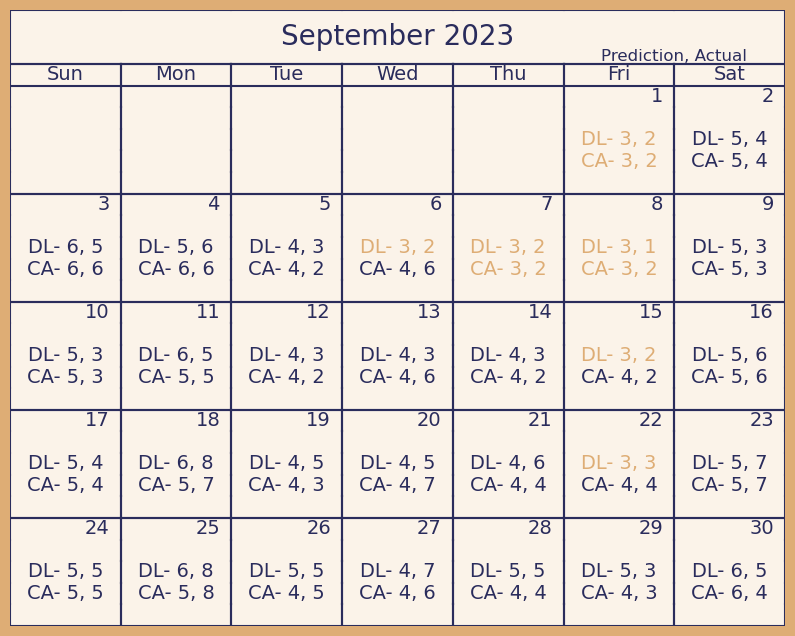 September 2023
Prediction, Actual
Sun Mon Tue Wed Thu Fri Sat
1 2
DL- 3, 2 DL- 5, 4
CA- 3, 2 CA- 5, 4
3 4 5 6 7 8 9
DL- 6, 5 DL- 5, 6 DL- 4, 3 DL- 3, 2 DL- 3, 2 DL- 3, 1 DL- 5, 3
CA- 6, 6 CA- 6, 6 CA- 4, 2 CA- 4, 6 CA- 3, 2 CA- 3, 2 CA- 5, 3
10 11 12 13 14 15 16
DL- 5, 3 DL- 6, 5 DL- 4, 3 DL- 4, 3 DL- 4, 3 DL- 3, 2 DL- 5, 6
CA- 5, 3 CA- 5, 5 CA- 4, 2 CA- 4, 6 CA- 4, 2 CA- 4, 2 CA- 5, 6
17 18 19 20 21 22 23
DL- 5, 4 DL- 6, 8 DL- 4, 5 DL- 4, 5 DL- 4, 6 DL- 3, 3 DL- 5, 7
CA- 5, 4 CA- 5, 7 CA- 4, 3 CA- 4, 7 CA- 4, 4 CA- 4, 4 CA- 5, 7
24 25 26 27 28 29 30
DL- 5, 5 DL- 6, 8 DL- 5, 5 DL- 4, 7 DL- 5, 5 DL- 5, 3 DL- 6, 5
CA- 5, 5 CA- 5, 8 CA- 4, 5 CA- 4, 6 CA- 4, 4 CA- 4, 3 CA- 6, 4